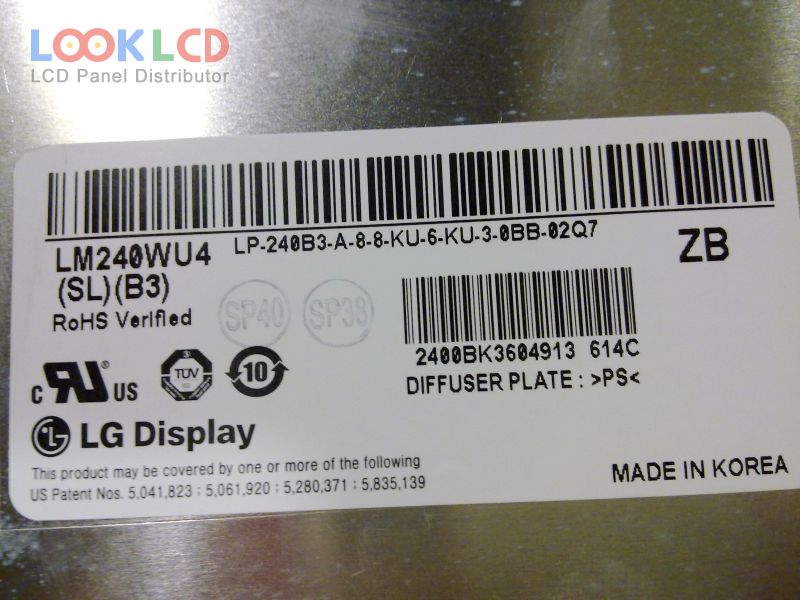 LOOKLCD
LCD Panel Distributor
LM240WU4
LP-240B3-A-8-8-KU-6-KU-3-0BB-02Q7
ZB
(SL)(B3)
RoHS Verified
SP40
SP38
2400BK3604913 614C
DIFFUSER PLATE : >PS<
C RU® US
TÜV
10
LG Display
This product may be covered by one or more of the following
US Patent Nos. 5,041,823 ; 5,061,920 ; 5,280,371 ; 5,835,139
MADE IN KOREA